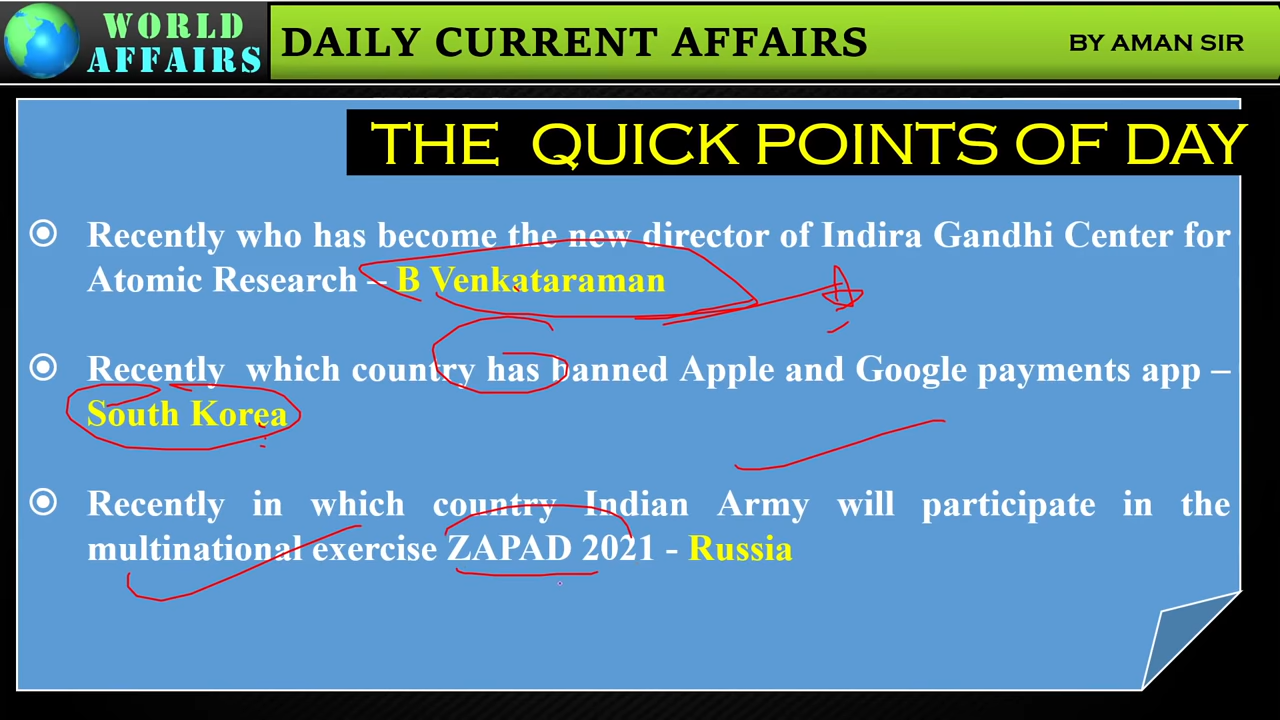 WORLD
AFFAIRS
DAILY CURRENT AFFAIRS
BY AMAN SIR
THE QUICK POINTS OF DAY
Recently who has become the new director of Indira Gandhi Center for
Atomic Research – B Venkataraman
Recently which country has banned Apple and Google payments app –
South Korea
Recently in which country Indian Army will participate in the
multinational exercise ZAPAD 2021 - Russia